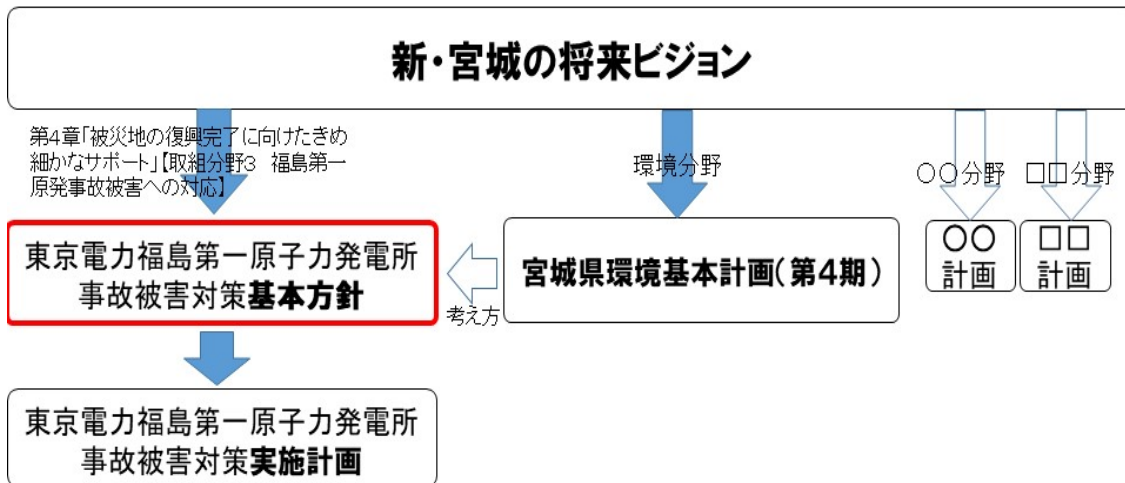 新・宮城の将来ビジョン
第4章「被災地の復興完了に向けたきめ
細かなサポート」【取組分野3　福島第一
原発事故被害への対応】
環境分野
〇〇分野
□□分野
東京電力福島第一原子力発電所
事故被害対策基本方針
考え方
宮城県環境基本計画(第4期)
〇〇
計画
□□
計画
東京電力福島第一原子力発電所
事故被害対策実施計画